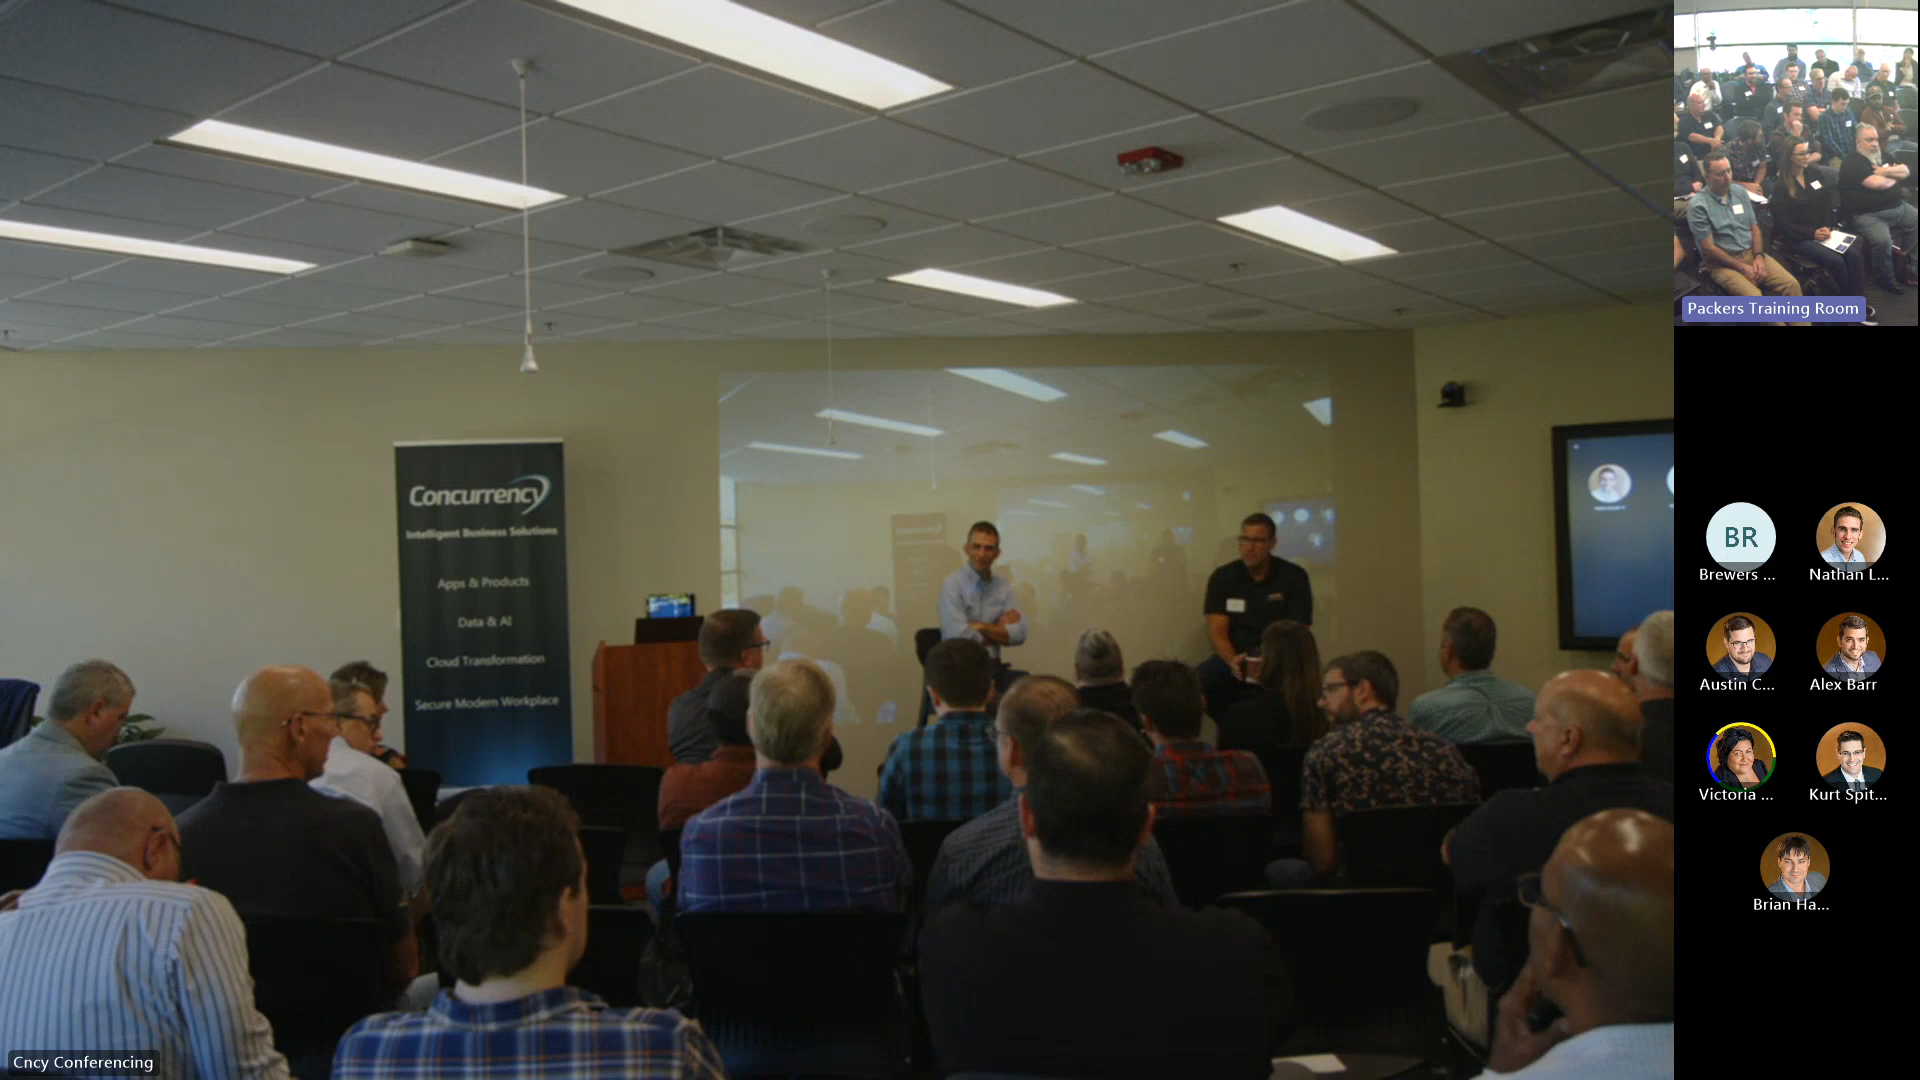 Concurrency
Intelligent Business Solutions
Apps & Products
Data & AI
Cloud Transformation
Secure Modern Workplace
Cncy Conferencing
Packers Training Room
BR
Brewers ...
Nathan L...
Austin C...
Alex Barr
Victoria ...
Kurt Spit...
Brian Ha...